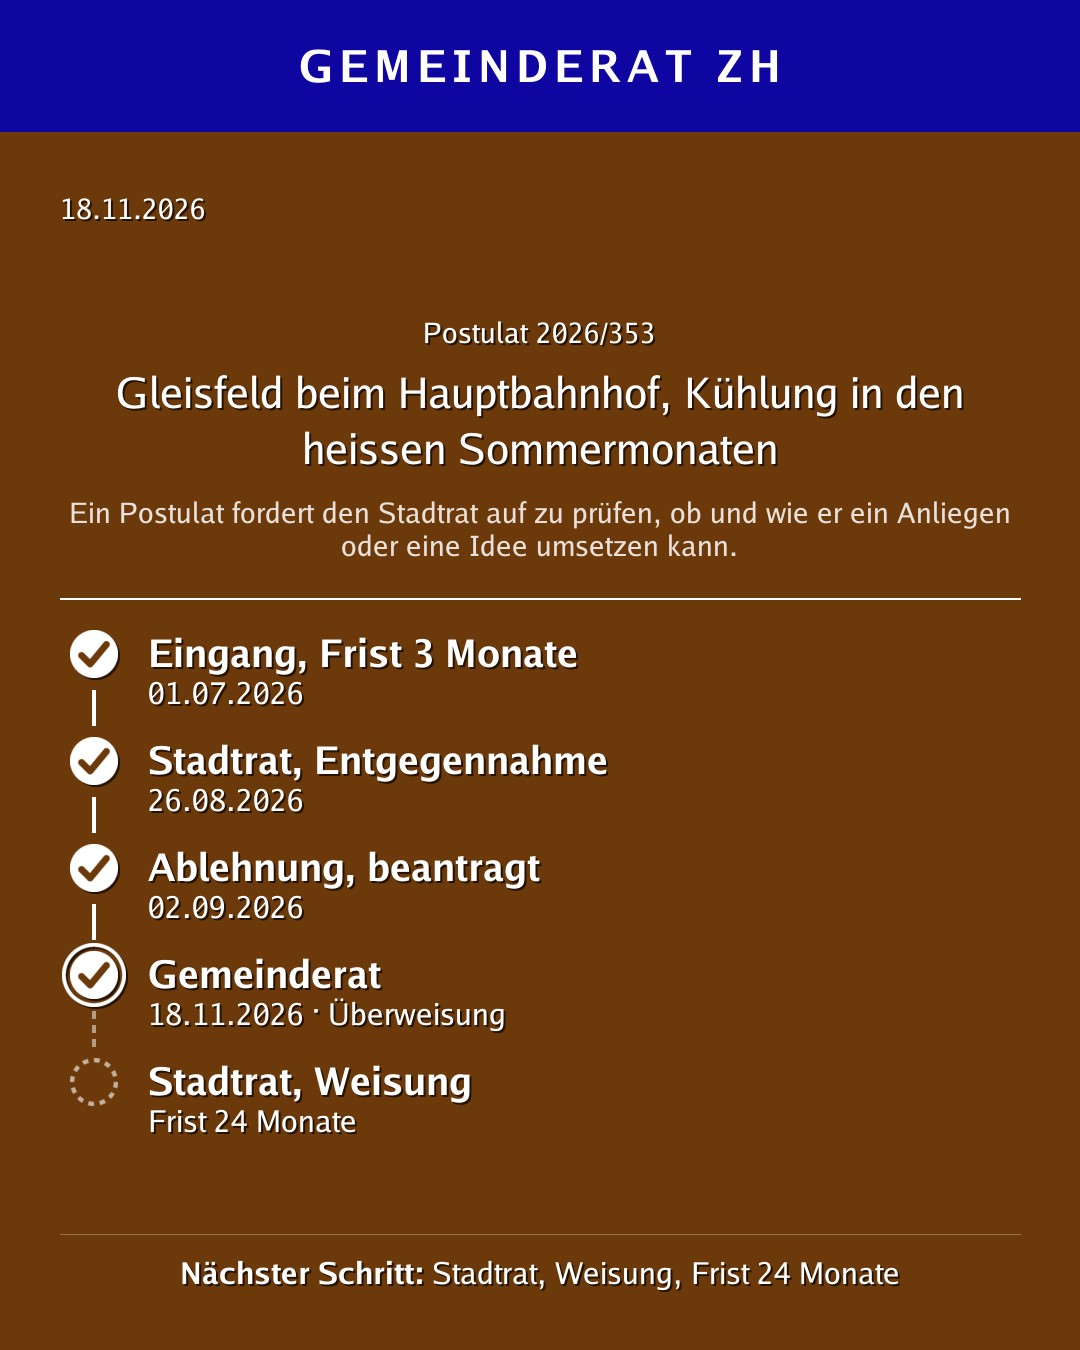 GEMEINDERAT ZH
18.11.2026
Postulat 2026/353
Gleisfeld beim Hauptbahnhof, Kühlung in den
heissen Sommermonaten
Ein Postulat fordert den Stadtrat auf zu prüfen, ob und wie er ein Anliegen
oder eine Idee umsetzen kann.
Eingang, Frist 3 Monate
01.07.2026
Stadtrat, Entgegennahme
26.08.2026
Ablehnung, beantragt
02.09.2026
Gemeinderat
18.11.2026 · Überweisung
Stadtrat, Weisung
Frist 24 Monate
Nächster Schritt: Stadtrat, Weisung, Frist 24 Monate